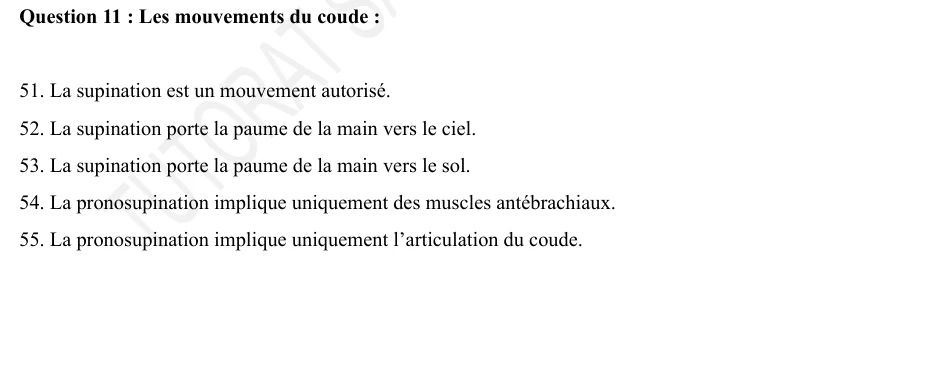 Question 11 : Les mouvements du coude :
51. La supination est un mouvement autorisé.
52. La supination porte la paume de la main vers le ciel.
53. La supination porte la paume de la main vers le sol.
54. La pronosupination implique uniquement des muscles antébrachiaux.
55. La pronosupination implique uniquement l’articulation du coude.
TUTORAT